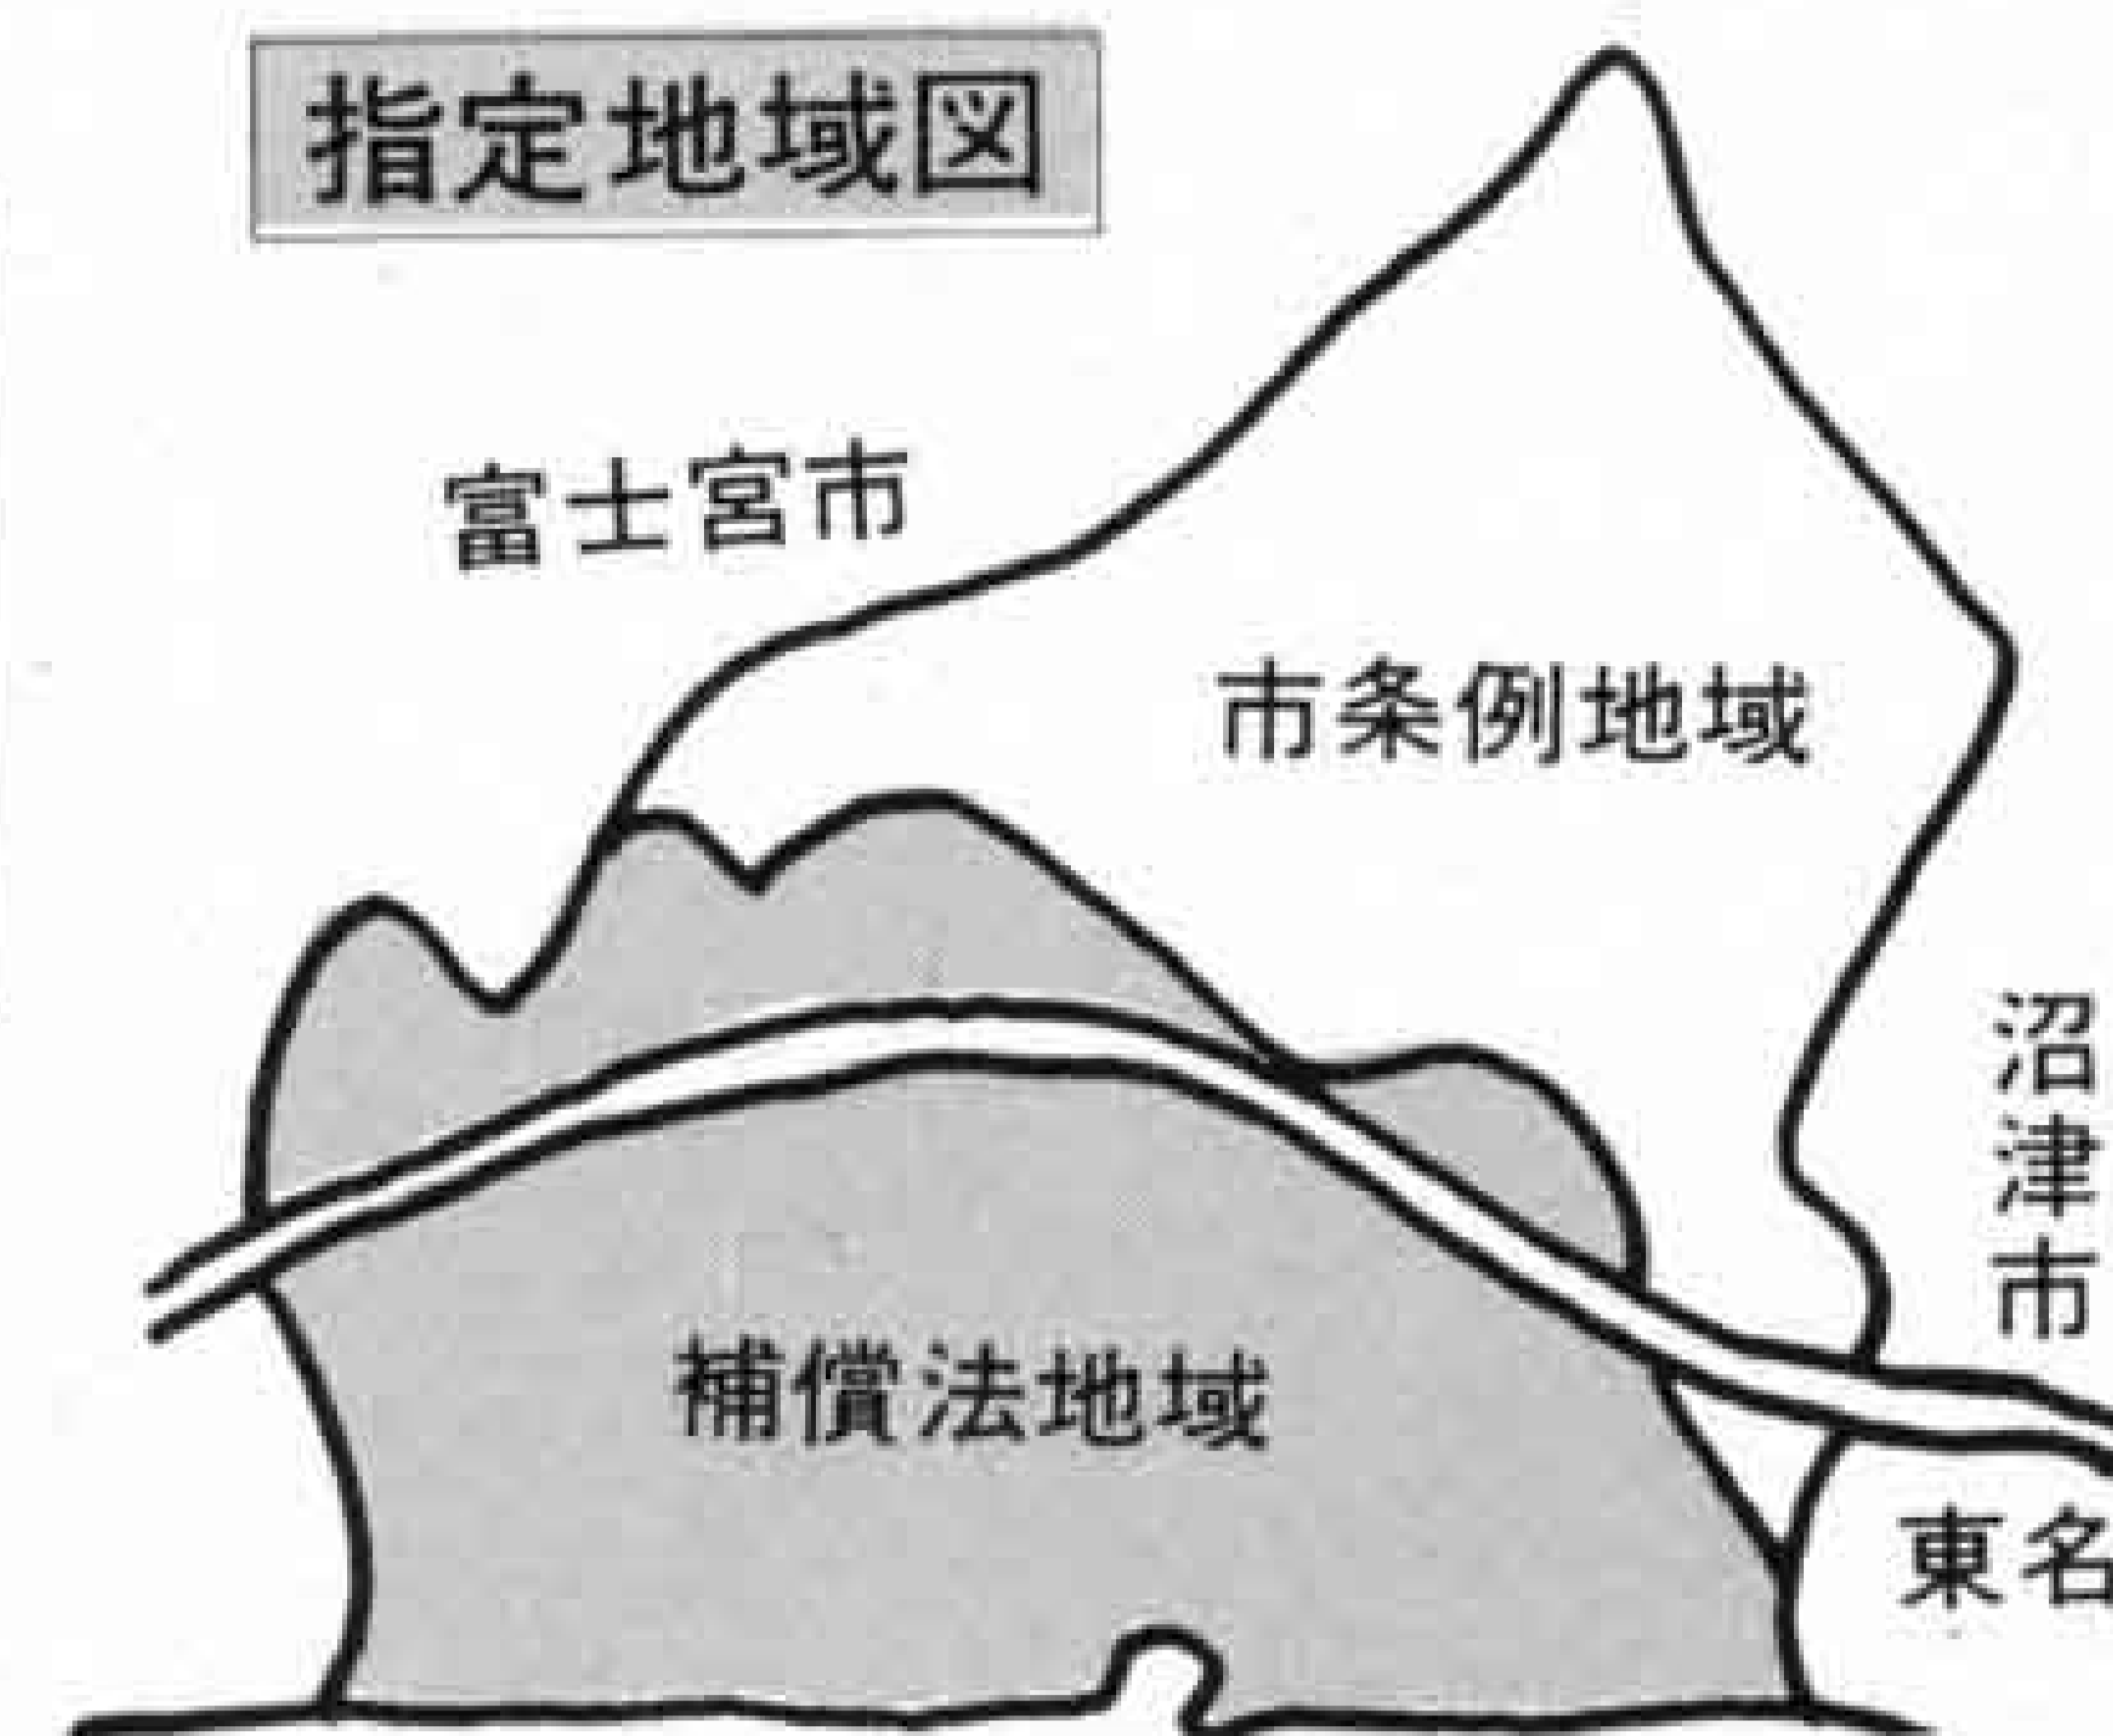 指定地域図
富士宮市
市条例地域
沼津市
補償法地域
東名